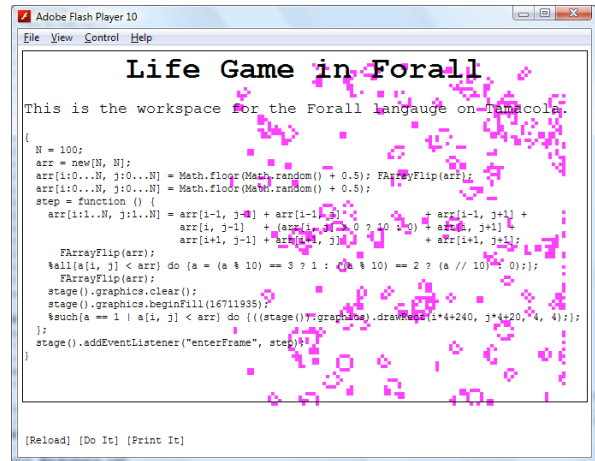 Adobe Flash Player 10
File View Control Help
Life Game in Forall
This is the workspace for the Forall langauge on Tamacola.
{
N = 100;
arr = new[N, N];
arr[i:0...N, j:0...N] = Math.floor(Math.random() + 0.5); FArrayFlip(arr);
arr[i:0...N, j:0...N] = Math.floor(Math.random() + 0.5);
step = function () {
arr[i:1..N, j:1..N] = arr[i-1, j-1] + arr[i-1, j] + arr[i-1, j+1] +
arr[i, j-1] + (arr[i, j] > 0 ? 10 : 0) + arr[i, j+1] +
arr[i+1, j-1] + arr[i+1, j] + arr[i+1, j+1];
FArrayFlip(arr);
%all{a[i, j] < arr} do {a = (a % 10) == 3 ? 1 : ((a % 10) == 2 ? (a // 10) : 0);};
FArrayFlip(arr);
stage().graphics.clear();
stage().graphics.beginFill(16711935);
%such{a == 1 | a[i, j] < arr} do {((stage().graphics).drawRect(i*4+240, j*4+20, 4, 4);};
};
stage().addEventListener("enterFrame", step);
}
[Reload] [Do It] [Print It]